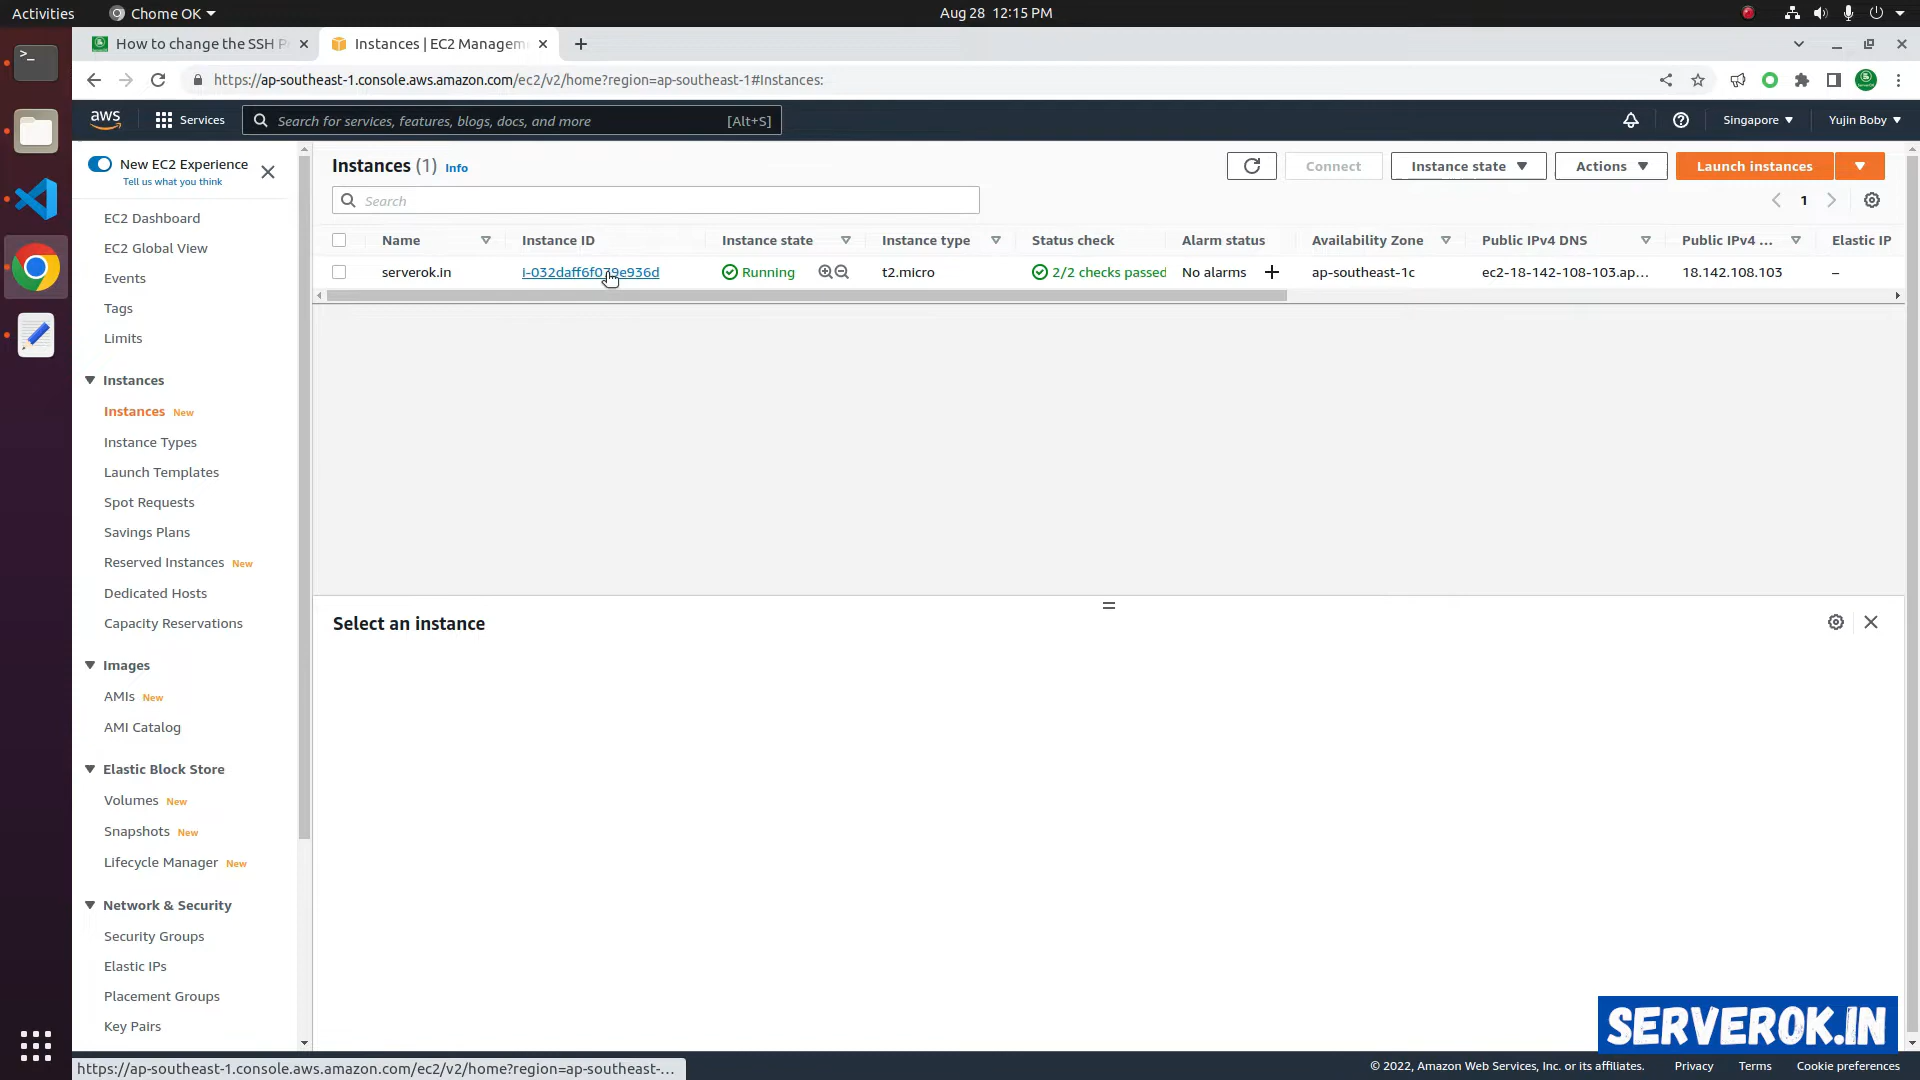 Activities
Chome OK
Aug 28 12:15 PM
How to change the SSH P
Instances | EC2 Managem
https://ap-southeast-1.console.aws.amazon.com/ec2/v2/home?region=ap-southeast-1#Instances:
aws
Services
Search for services, features, blogs, docs, and more
[Alt+S]
Singapore
Yujin Boby
New EC2 Experience
Tell us what you think
EC2 Dashboard
EC2 Global View
Events
Tags
Limits
Instances
Instances New
Instance Types
Launch Templates
Spot Requests
Savings Plans
Reserved Instances New
Dedicated Hosts
Capacity Reservations
Images
AMIs New
AMI Catalog
Elastic Block Store
Volumes New
Snapshots New
Lifecycle Manager New
Network & Security
Security Groups
Elastic IPs
Placement Groups
Key Pairs
Instances (1) Info
Connect
Instance state
Actions
Launch instances
Search
1
Name Instance ID Instance state Instance type Status check Alarm status Availability Zone Public IPv4 DNS Public IPv4 ... Elastic IP
serverok.in i-032daff6f079e936d Running t2.micro 2/2 checks passed No alarms + ap-southeast-1c ec2-18-142-108-103.ap... 18.142.108.103 –
Select an instance
SERVEROK.IN
https://ap-southeast-1.console.aws.amazon.com/ec2/v2/home?region=ap-southeast-...
© 2022, Amazon Web Services, Inc. or its affiliates.
Privacy
Terms
Cookie preferences